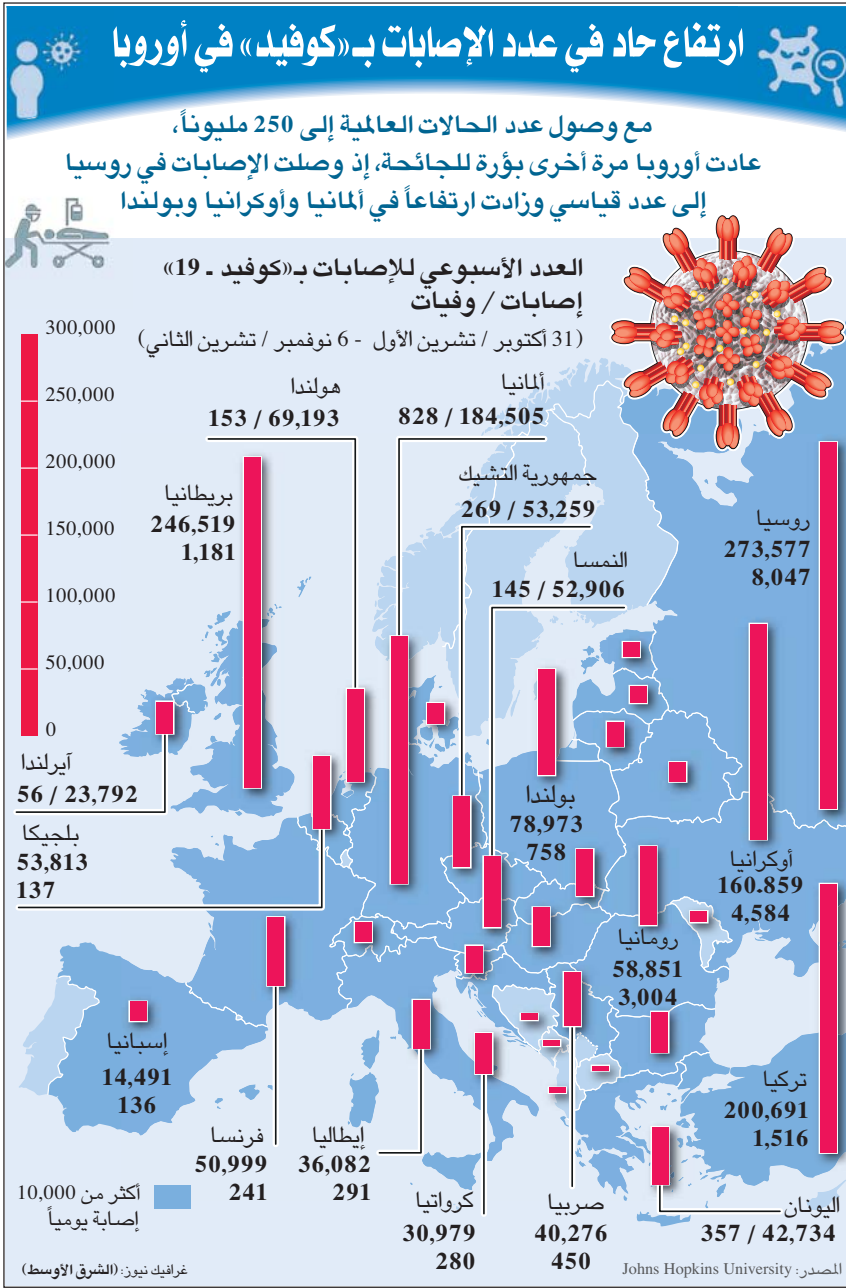 ارتفاع حاد في عدد الإصابات بـ«كوفيد» في أوروبا
مع وصول عدد الحالات العالمية إلى 250 مليوناً،
عادت أوروبا مرة أخرى بؤرة للجائحة، إذ وصلت الإصابات في روسيا
إلى عدد قياسي وزادت ارتفاعاً في ألمانيا وأوكرانيا وبولندا
العدد الأسبوعي للإصابات بـ«كوفيد ـ 19»
إصابات / وفيات
(31 أكتوبر / تشرين الأول - 6 نوفمبر / تشرين الثاني)
300,000
250,000
200,000
150,000
100,000
50,000
0
ألمانيا
828 / 184,505
هولندا
153 / 69,193
جمهورية التشيك
269 / 53,259
النمسا
145 / 52,906
بريطانيا
246,519
1,181
روسيا
273,577
8,047
آيرلندا
56 / 23,792
بلجيكا
53,813
137
بولندا
78,973
758
أوكرانيا
160.859
4,584
رومانيا
58,851
3,004
إسبانيا
14,491
136
تركيا
200,691
1,516
فرنسا
50,999
241
إيطاليا
36,082
291
كرواتيا
30,979
280
صربيا
40,276
450
اليونان
357 / 42,734
أكثر من 10,000
إصابة يومياً
المصدر: Johns Hopkins University
غرافيك نيوز: (الشرق الأوسط)